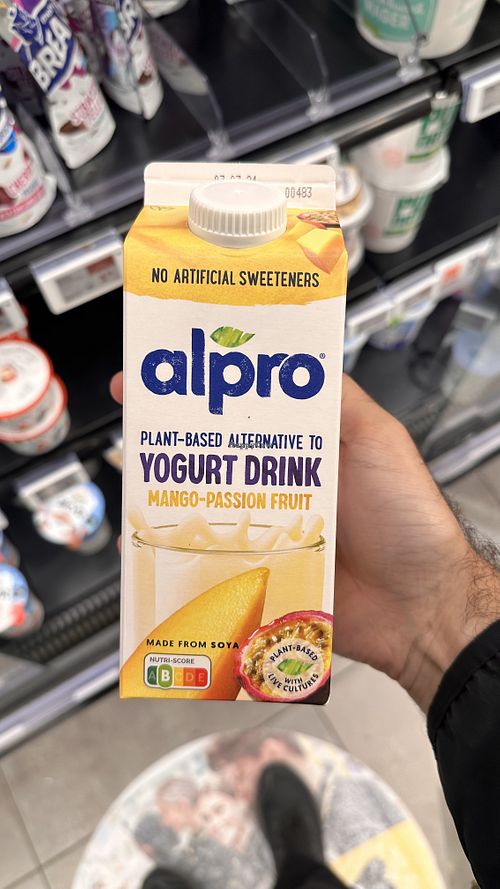 BRÉA
00483
NO ARTIFICIAL SWEETENERS
alpro®
PLANT-BASED ALTERNATIVE TO
YOGURT DRINK
MANGO-PASSION FRUIT
MADE FROM SOYA
NUTRI-SCORE
A B C D E
PLANT-BASED
WITH
LIVE CULTURES